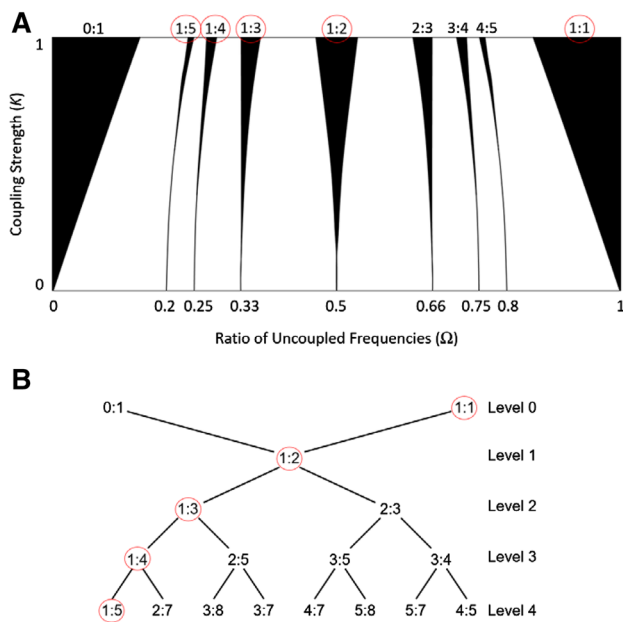 A
0:1 1:5 1:4 1:3 1:2 2:3 3:4 4:5 1:1
1
Coupling Strength (K)
0
0 0.2 0.25 0.33 0.5 0.66 0.75 0.8 1
Ratio of Uncoupled Frequencies (Ω)
B
0:1 1:1 Level 0
1:2 Level 1
1:3 2:3 Level 2
1:4 2:5 3:5 3:4 Level 3
1:5 2:7 3:8 3:7 4:7 5:8 5:7 4:5 Level 4